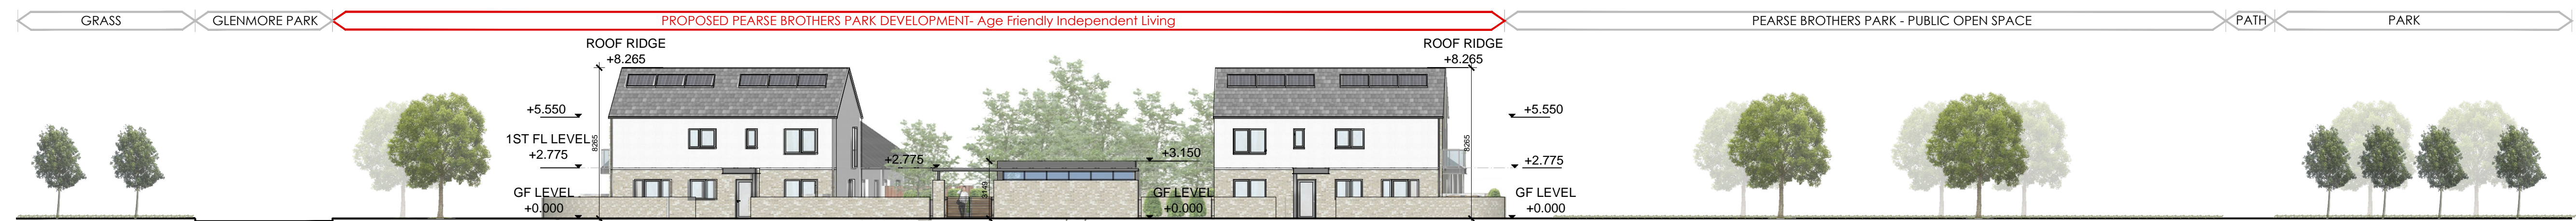 GRASS
GLENMORE PARK
PROPOSED PEARSE BROTHERS PARK DEVELOPMENT- Age Friendly Independent Living
PEARSE BROTHERS PARK - PUBLIC OPEN SPACE
PATH
PARK
ROOF RIDGE
+8.265
ROOF RIDGE
+8.265
+5.550
+5.550
1ST FL LEVEL
+2.775
8265
+2.775
+3.150
8265
+2.775
GF LEVEL
+0.000
3149
GF LEVEL
+0.000
GF LEVEL
+0.000